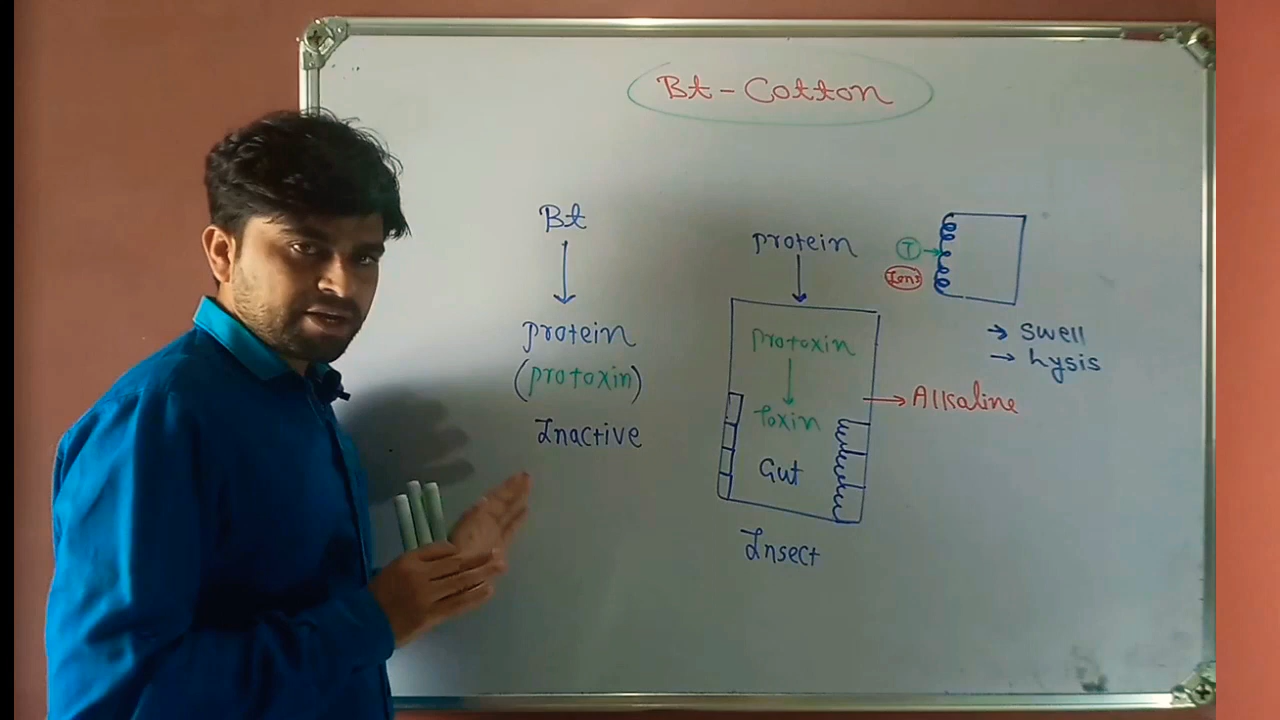 Bt-Cotton
Bt
protein
(protoxin)
Inactive
protein
protoxin
Toxin
Gut
Insect
Alkaline
T
Ions
→ Swell
→ Lysis